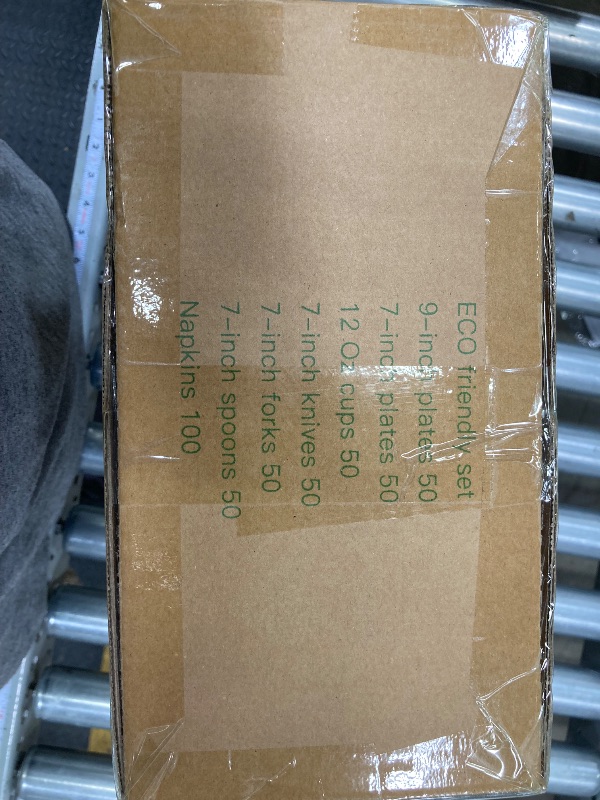 ECO friendly set
9-inch plates 50
7-inch plates 50
12 Oz cups 50
7-inch knives 50
7-inch forks 50
7-inch spoons 50
Napkins 100